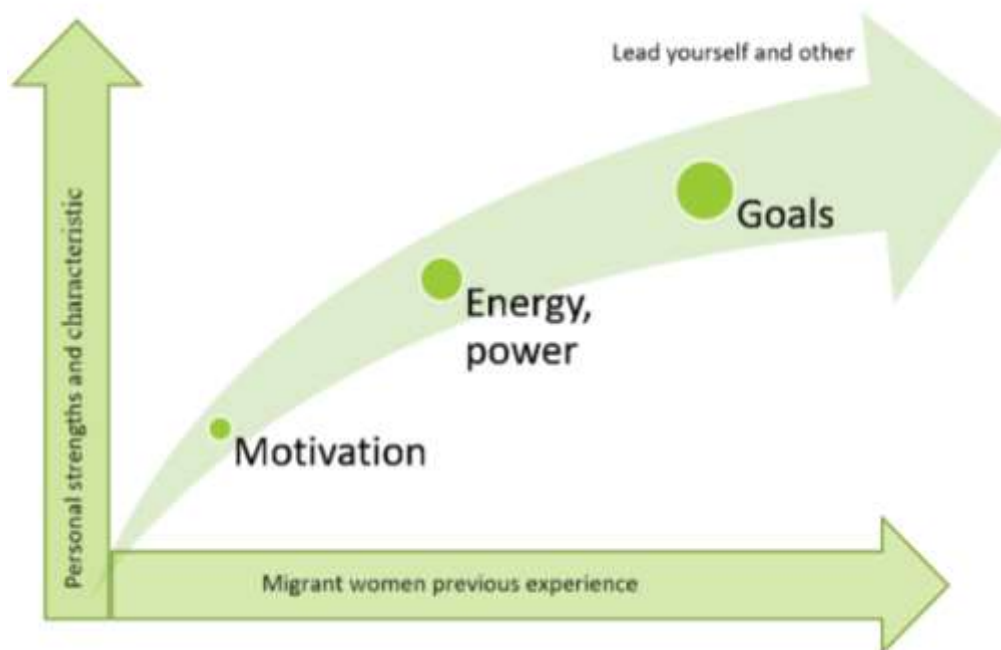 Lead yourself and other
Goals
Energy,
power
Motivation
Personal strengths and characteristic
Migrant women previous experience